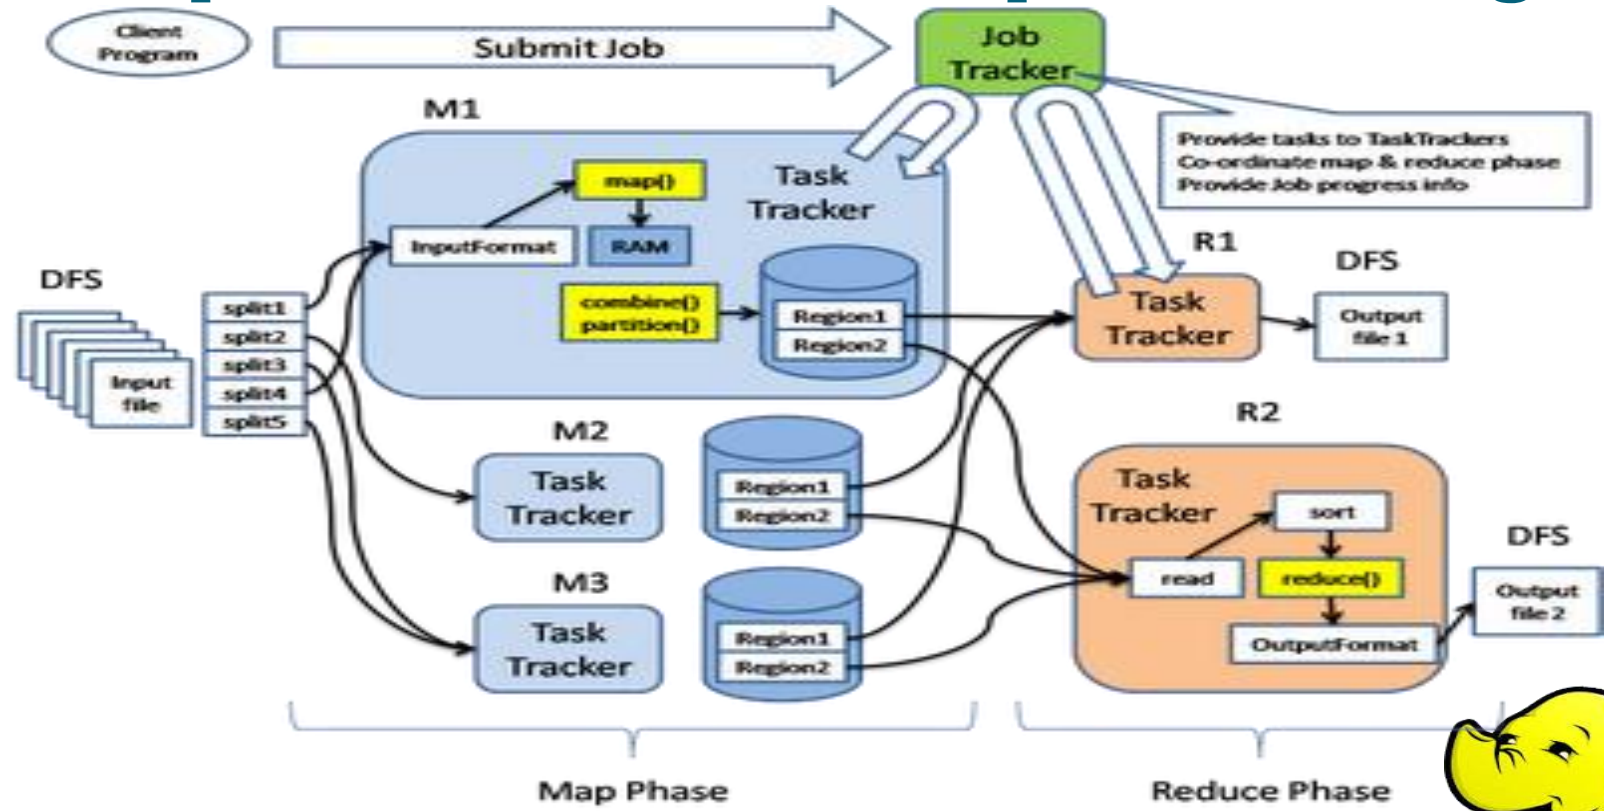 Client
Program
Submit Job
Job
Tracker
M1
Provide tasks to TaskTrackers
Co-ordinate map & reduce phase
Provide Job progress info
Task
Tracker
map()
InputFormat
RAM
combine()
partition()
Region1
Region2
DFS
Input
file
split1
split2
split3
split4
split5
R1
Task
Tracker
DFS
Output
file 1
M2
Task
Tracker
Region1
Region2
M3
Task
Tracker
Region1
Region2
R2
Task
Tracker
sort
read
reduce()
OutputFormat
DFS
Output
file 2
Map Phase
Reduce Phase